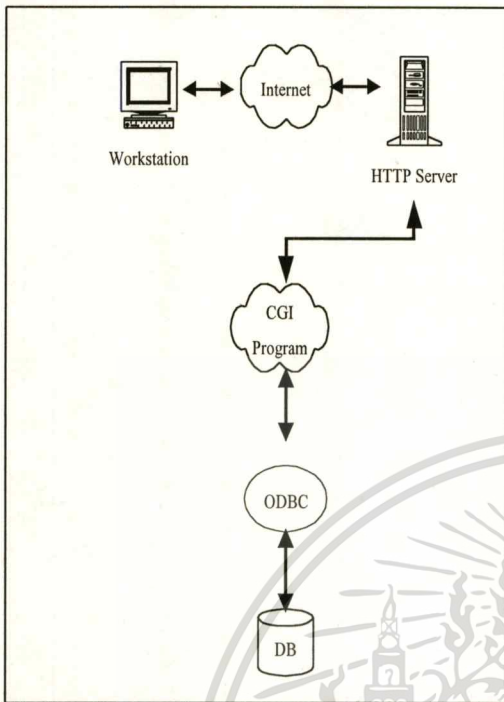 Internet
Workstation
HTTP Server
CGI
Program
ODBC
DB